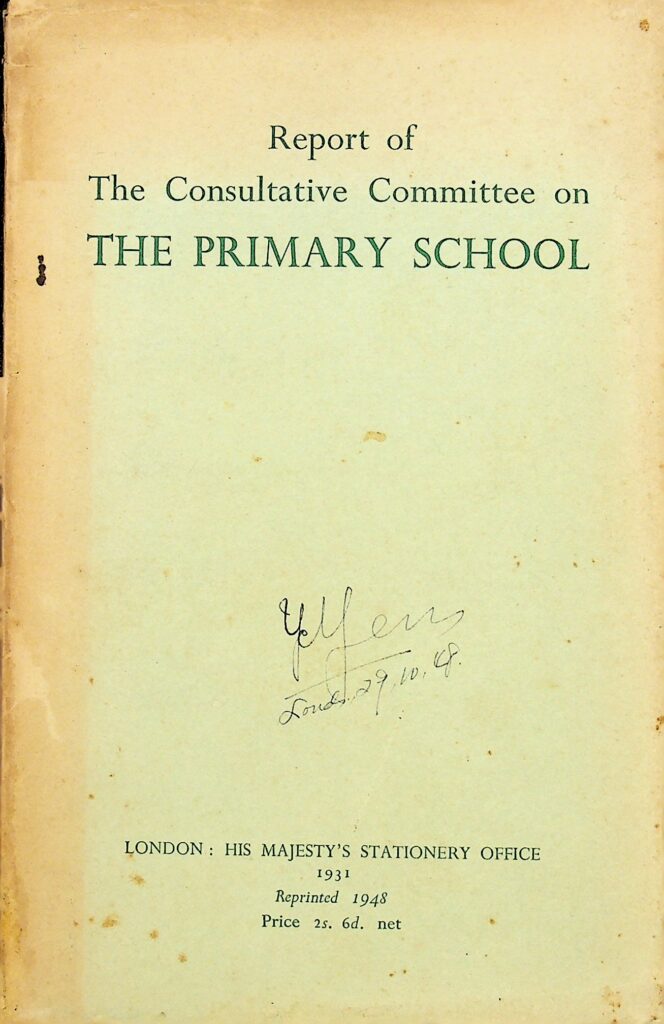 Report of
The Consultative Committee on
THE PRIMARY SCHOOL
29.10.48.
LONDON: HIS MAJESTY'S STATIONERY OFFICE
1931
Reprinted 1948
Price 2s. 6d. net